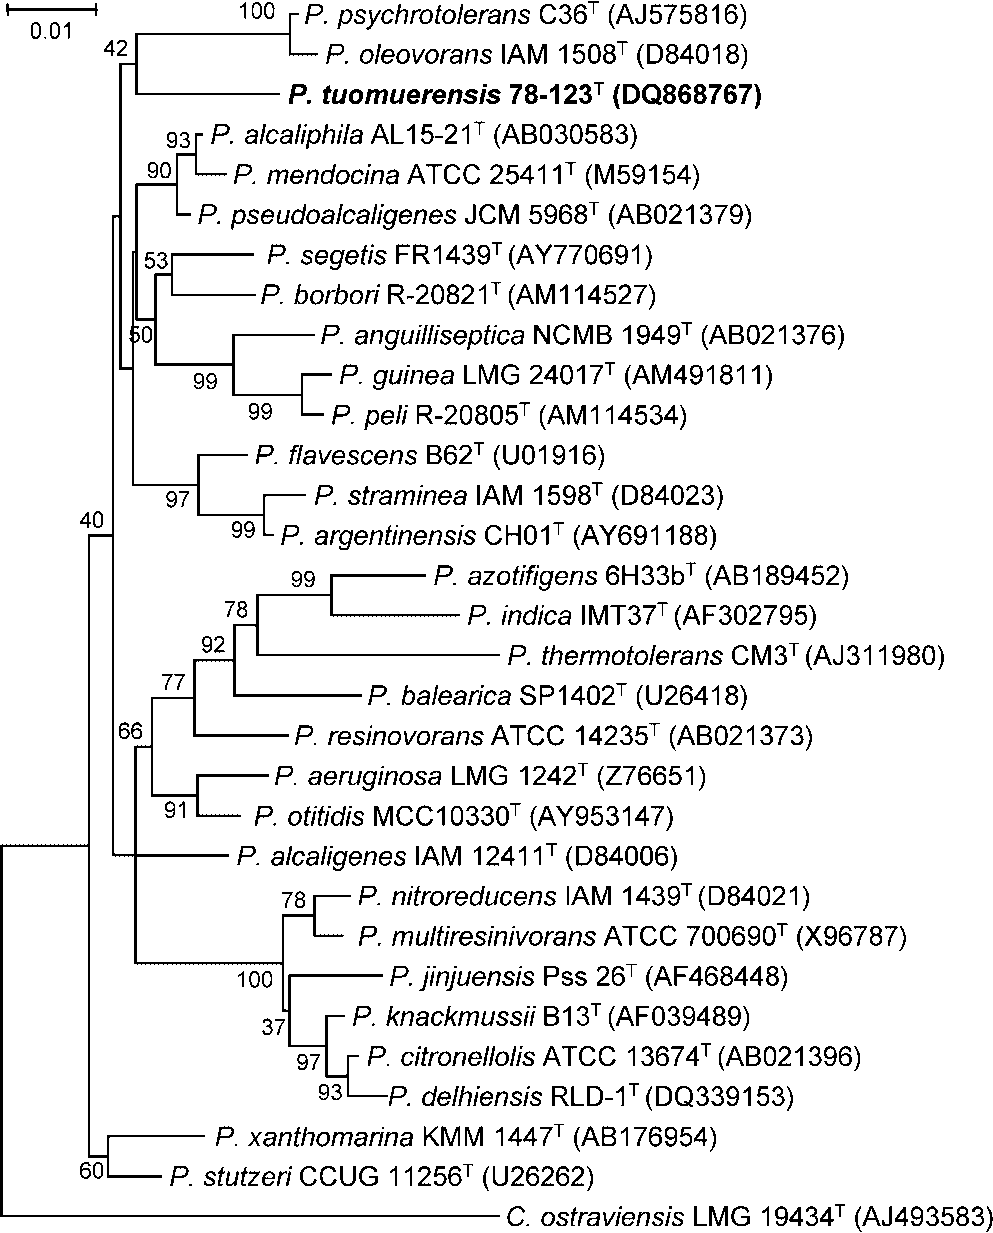 100
P. psychrotolerans C36ᵀ (AJ575816)
0.01
42
P. oleovorans IAM 1508ᵀ (D84018)
P. tuomuerensis 78-123ᵀ (DQ868767)
93
P. alcaliphila AL15-21ᵀ (AB030583)
90
P. mendocina ATCC 25411ᵀ (M59154)
P. pseudoalcaligenes JCM 5968ᵀ (AB021379)
53
P. segetis FR1439ᵀ (AY770691)
P. borbori R-20821ᵀ (AM114527)
50
P. anguilliseptica NCMB 1949ᵀ (AB021376)
99
P. guinea LMG 24017ᵀ (AM491811)
99
P. peli R-20805ᵀ (AM114534)
P. flavescens B62ᵀ (U01916)
97
P. straminea IAM 1598ᵀ (D84023)
40
99
P. argentinensis CH01ᵀ (AY691188)
99
P. azotifigens 6H33bᵀ (AB189452)
78
P. indica IMT37ᵀ (AF302795)
92
P. thermotolerans CM3ᵀ (AJ311980)
77
P. balearica SP1402ᵀ (U26418)
66
P. resinovorans ATCC 14235ᵀ (AB021373)
P. aeruginosa LMG 1242ᵀ (Z76651)
91
P. otitidis MCC10330ᵀ (AY953147)
P. alcaligenes IAM 12411ᵀ (D84006)
78
P. nitroreducens IAM 1439ᵀ (D84021)
P. multiresinivorans ATCC 700690ᵀ (X96787)
100
P. jinjuensis Pss 26ᵀ (AF468448)
37
P. knackmussii B13ᵀ (AF039489)
97
P. citronellolis ATCC 13674ᵀ (AB021396)
93
P. delhiensis RLD-1ᵀ (DQ339153)
P. xanthomarina KMM 1447ᵀ (AB176954)
60
P. stutzeri CCUG 11256ᵀ (U26262)
C. ostraviensis LMG 19434ᵀ (AJ493583)